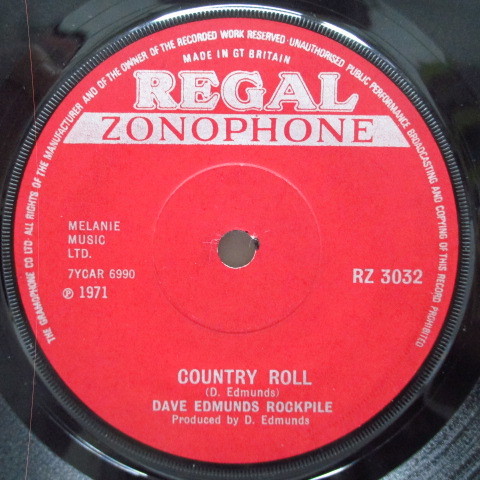 THE GRAMOPHONE CO LTD · ALL RIGHTS OF THE MANUFACTURER AND OF THE OWNER OF THE RECORDED WORK RESERVED · UNAUTHORISED PUBLIC PERFORMANCE BROADCASTING AND COPYING OF THIS RECORD PROHIBITED
MADE IN GT BRITAIN
REGAL
ZONOPHONE
MELANIE
MUSIC
LTD.
7YCAR 6990
℗ 1971
RZ 3032
COUNTRY ROLL
(D. Edmunds)
DAVE EDMUNDS ROCKPILE
Produced by D. Edmunds